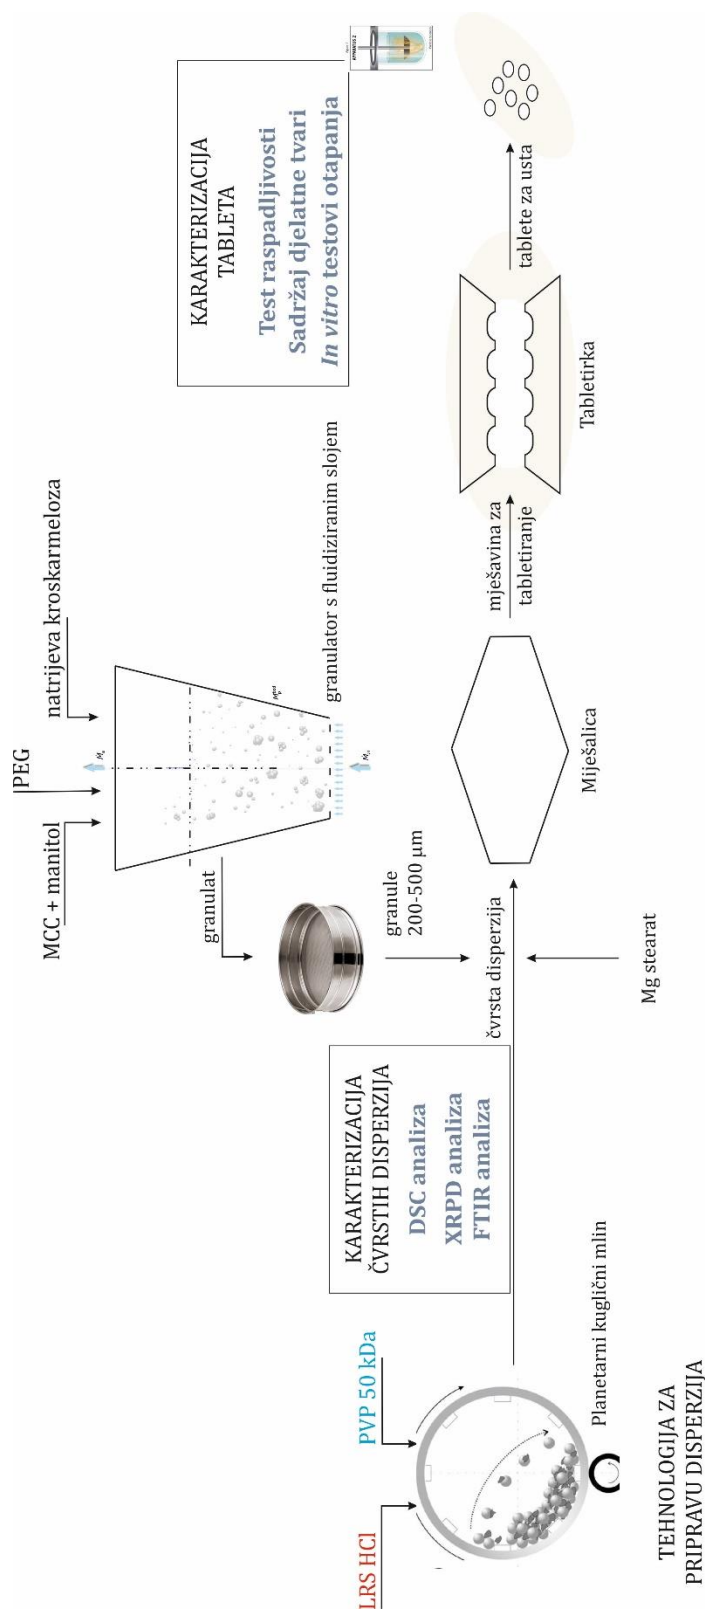 LRS HCl
PVP 50 kDa
Planetarni kuglični mlin
TEHNOLOGIJA ZA
PRIPRAVU DISPERZIJA
KARAKTERIZACIJA
ČVRSTIH DISPERZIJA
DSC analiza
XRPD analiza
FTIR analiza
MCC + manitol
PEG
natrijeva kroskarmeloza
granulator s fluidiziranim slojem
granulat
granule
200-500 µm
čvrsta disperzija
Mg stearat
Miješalica
mješavina za
tabletiranje
Tabletirka
tablete za usta
KARAKTERIZACIJA
TABLETA
Test raspadljivosti
Sadržaj djelatne tvari
In vitro testovi otapanja